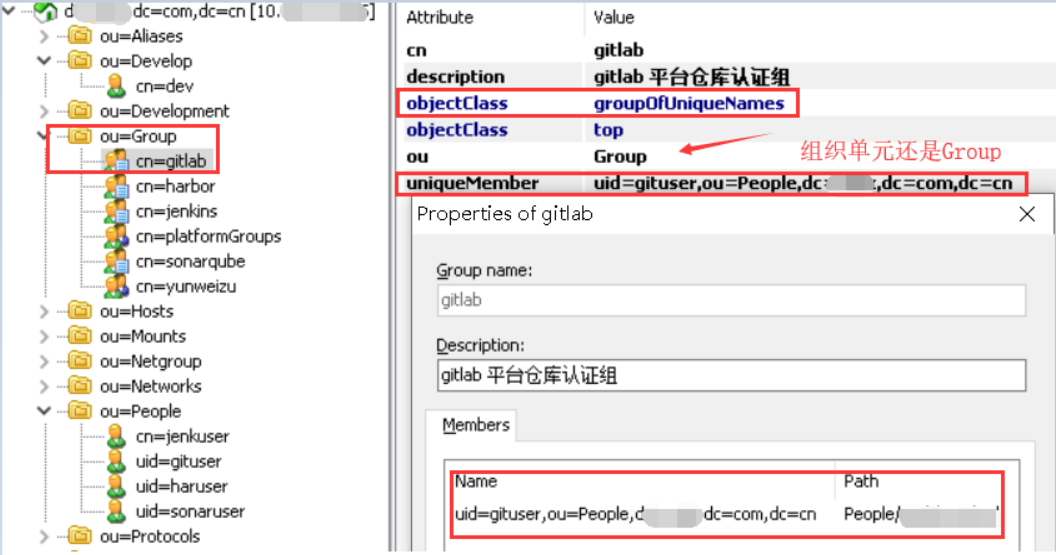 d dc=com,dc=cn [10. 5]
ou=Aliases
ou=Develop
cn=dev
ou=Development
ou=Group
cn=gitlab
cn=harbor
cn=jenkins
cn=platformGroups
cn=sonarqube
cn=yunweizu
ou=Hosts
ou=Mounts
ou=Netgroup
ou=Networks
ou=People
cn=jenkuser
uid=gituser
uid=haruser
uid=sonaruser
ou=Protocols
Attribute Value
cn gitlab
description gitlab 平台仓库认证组
objectClass groupOfUniqueNames
objectClass top
ou Group
组织单元还是Group
uniqueMember uid=gituser,ou=People,dc= ,dc=com,dc=cn
Properties of gitlab
Group name:
gitlab
Description:
gitlab 平台仓库认证组
Members
Name Path
uid=gituser,ou=People,d dc=com,dc=cn People/